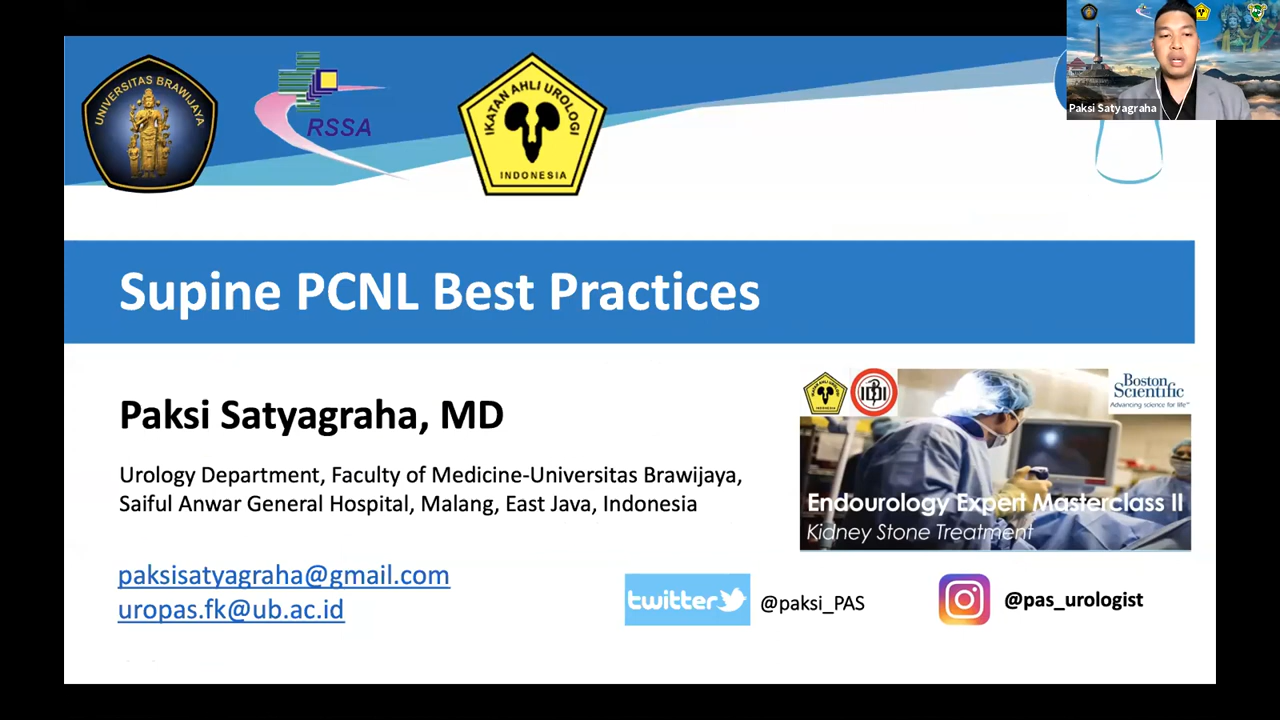 UNIVERSITAS BRAWIJAYA
RSSA
IKATAN AHLI UROLOGI
INDONESIA
Paksi Satyagraha
Supine PCNL Best Practices
Paksi Satyagraha, MD
Urology Department, Faculty of Medicine-Universitas Brawijaya,
Saiful Anwar General Hospital, Malang, East Java, Indonesia
Boston
Scientific
Advancing science for life™
Endourology Expert Masterclass II
Kidney Stone Treatment
paksisatyagraha@gmail.com
uropas.fk@ub.ac.id
twitter
@paksi_PAS
@pas_urologist